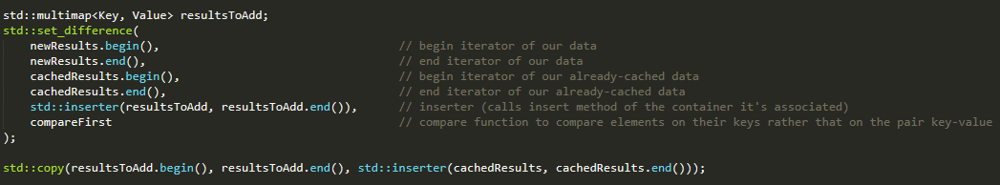 std::multimap<Key, Value> resultsToAdd;
std::set_difference(
    newResults.begin(), // begin iterator of our data
    newResults.end(), // end iterator of our data
    cachedResults.begin(), // begin iterator of our already-cached data
    cachedResults.end(), // end iterator of our already-cached data
    std::inserter(resultsToAdd, resultsToAdd.end()), // inserter (calls insert method of the container it's associated)
    compareFirst // compare function to compare elements on their keys rather that on the pair key-value
);
std::copy(resultsToAdd.begin(), resultsToAdd.end(), std::inserter(cachedResults, cachedResults.end()));